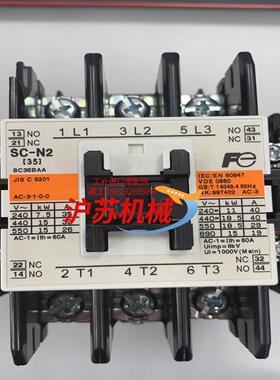 13 NO
21 NC
1 L1 3 L2 5 L3
NO 43
NC 31
SC-N2
[35]
SC35BAA
JIS C 8201
AC-3-1-0-0
IEC/EN 60947
VDE 0660
GB/T 14048.4 50Hz
AC-3
V~ kW A
240 7.5 35
440 15 32
550 15 26
AC-1=Ith=60A
V~ kW A
240 11 40
440 18.5 40
550 18.5 29
690 15 19
AC-1=Ith=60A
Uimp=8kV
Ui=1000V(Main)
沪苏机械
22 NC
14 NO
2 T1 4 T2 6 T3
NC 32
NO 44